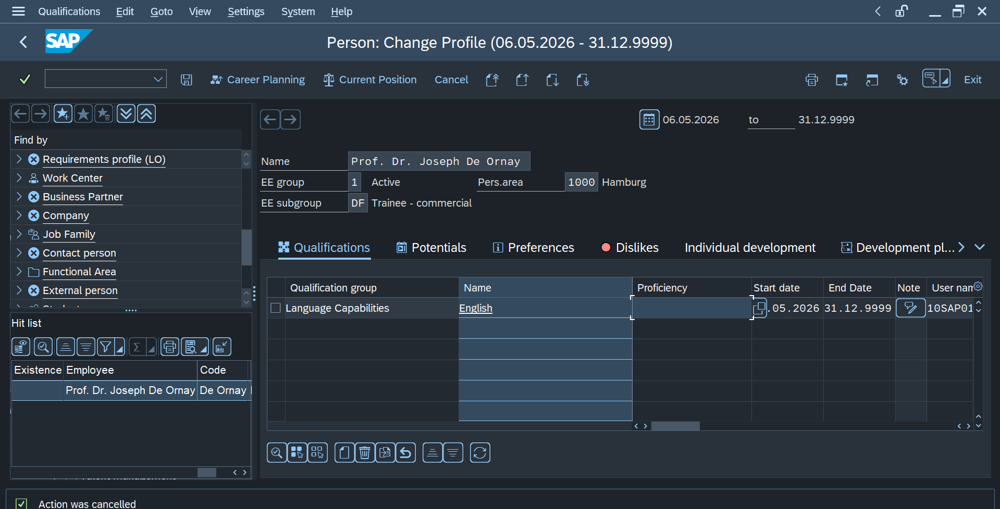 Qualifications Edit Goto View Settings System Help
SAP Person: Change Profile (06.05.2026 - 31.12.9999)
Career Planning Current Position Cancel Exit
Find by
Requirements profile (LO)
Work Center
Business Partner
Company
Job Family
Contact person
Functional Area
External person
Hit list
Existence Employee Code
Prof. Dr. Joseph De Ornay De Ornay
06.05.2026 to 31.12.9999
Name Prof. Dr. Joseph De Ornay
EE group 1 Active Pers.area 1000 Hamburg
EE subgroup DF Trainee - commercial
Qualifications Potentials Preferences Dislikes Individual development Development pl...
Qualification group Name Proficiency Start date End Date Note User nam
Language Capabilities English .05.2026 31.12.9999 10SAP01
Action was cancelled